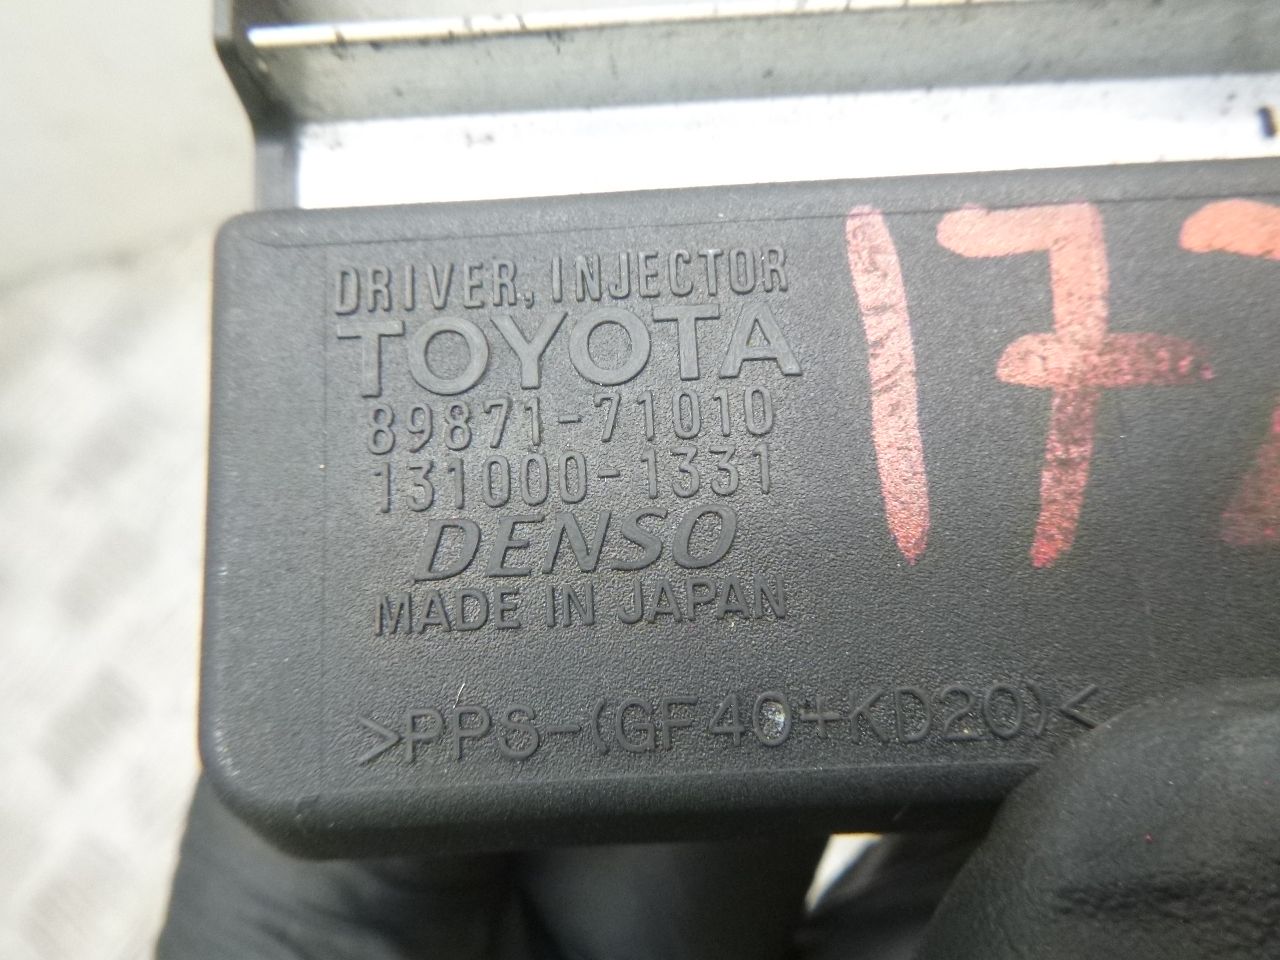 DRIVER, INJECTOR
TOYOTA
89871-71010
131000-1331
DENSO
MADE IN JAPAN
>PPS-(GF40+KD20)<
17